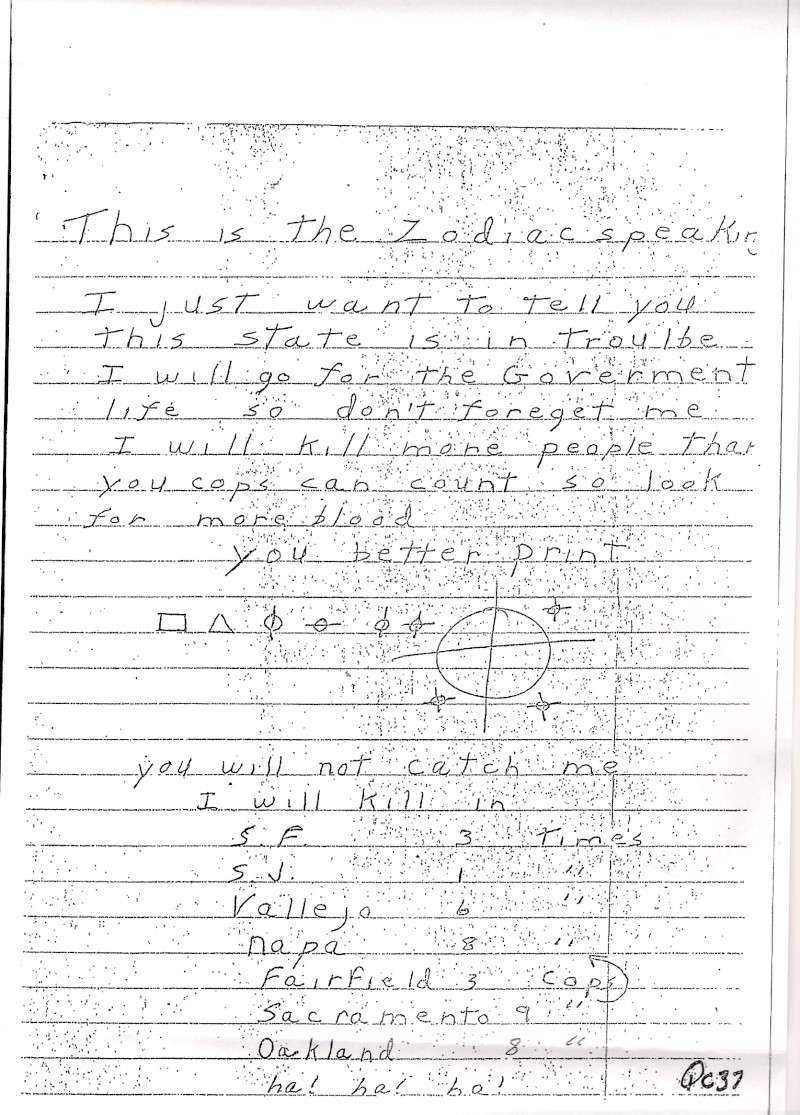 This is the Zodiac speakin
I just want to tell you
this state is in troulbe
I will go for the Goverment
life so don't foreget me
I will kill more people than
you cops can count so look
for more blood
you better print
you will not catch me
I will kill in
S.F. 3 Times
S.J. 1 "
Vallejo 6 "
napa 8 "
Fairfield 3 cops
Sacramento 9 "
Oakland 8 "
ha! ha! ha!
Qc37